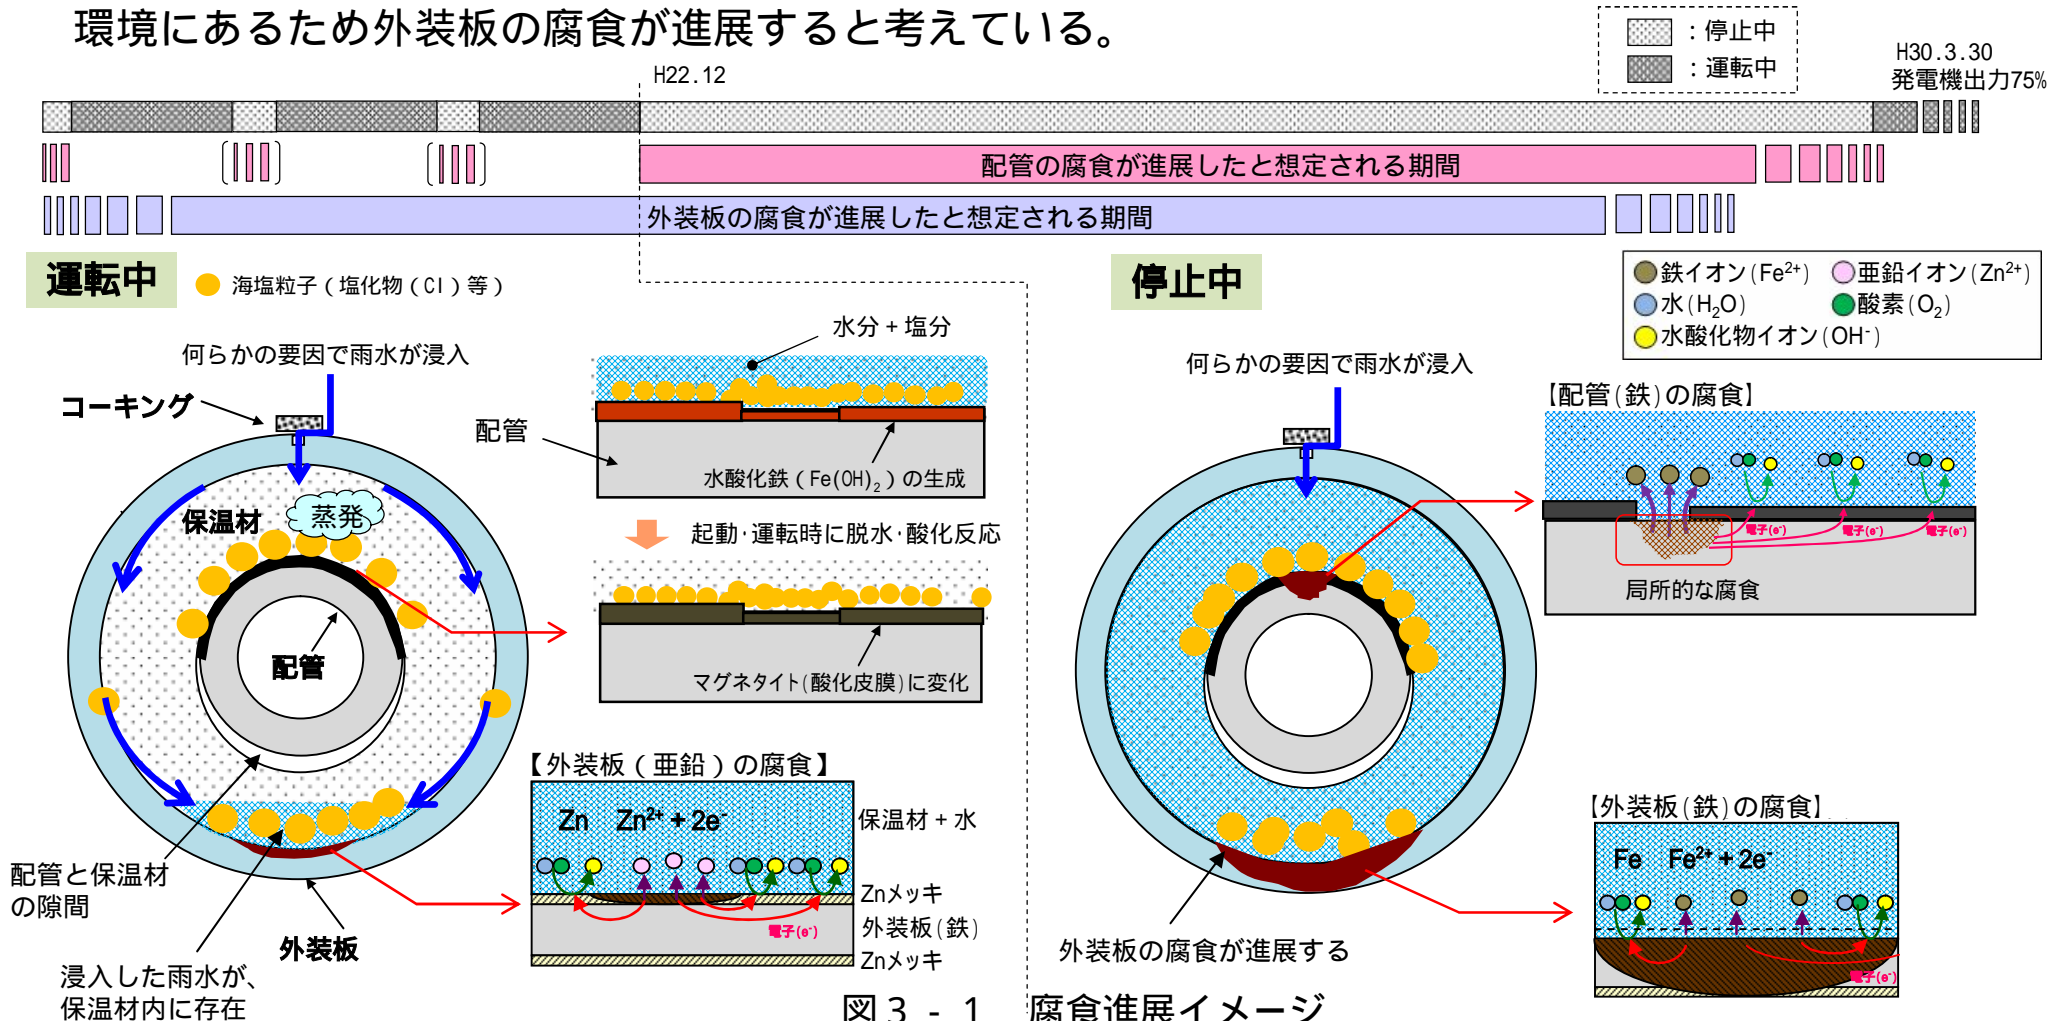 環境にあるため外装板の腐食が進展すると考えている。
：停止中
：運転中
H22.12
H30.3.30
発電機出力75%
配管の腐食が進展したと想定される期間
外装板の腐食が進展したと想定される期間
運転中
海塩粒子（塩化物（Cl）等）
停止中
鉄イオン(Fe²⁺)
亜鉛イオン(Zn²⁺)
水(H₂O)
酸素(O₂)
水酸化物イオン(OH⁻)
何らかの要因で雨水が浸入
コーキング
保温材
蒸発
配管
配管と保温材
の隙間
外装板
浸入した雨水が、
保温材内に存在
水分＋塩分
配管
水酸化鉄（Fe(OH)₂）の生成
起動･運転時に脱水･酸化反応
マグネタイト(酸化皮膜)に変化
【外装板（亜鉛）の腐食】
Zn Zn²⁺ + 2e⁻
保温材＋水
Znメッキ
外装板(鉄)
電子(e⁻)
Znメッキ
何らかの要因で雨水が浸入
【配管(鉄)の腐食】
電子(e⁻)
電子(e⁻)
電子(e⁻)
局所的な腐食
外装板の腐食が進展する
【外装板(鉄)の腐食】
Fe Fe²⁺ + 2e⁻
電子(e⁻)
図３-１ 腐食進展イメージ